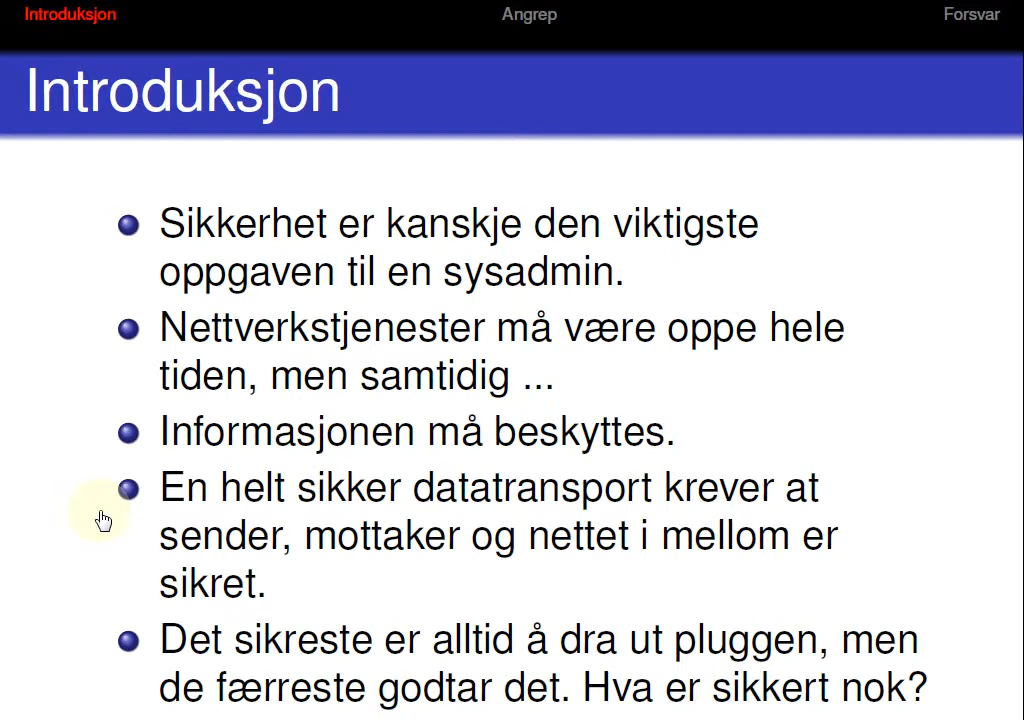 Introduksjon Angrep Forsvar
Introduksjon
Sikkerhet er kanskje den viktigste
oppgaven til en sysadmin.
Nettverkstjenester må være oppe hele
tiden, men samtidig ...
Informasjonen må beskyttes.
En helt sikker datatransport krever at
sender, mottaker og nettet i mellom er
sikret.
Det sikreste er alltid å dra ut pluggen, men
de færreste godtar det. Hva er sikkert nok?